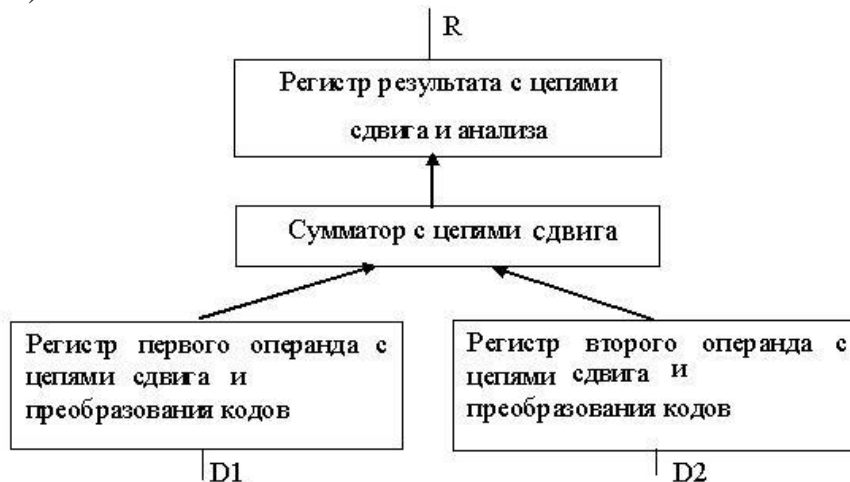 )
R
Регистр результата с цепями
сдвига и анализа
Сумматор с цепями сдвига
Регистр первого операнда с
цепями сдвига и
преобразования кодов
Регистр второго операнда с
цепями сдвига и
преобразования кодов
D1
D2